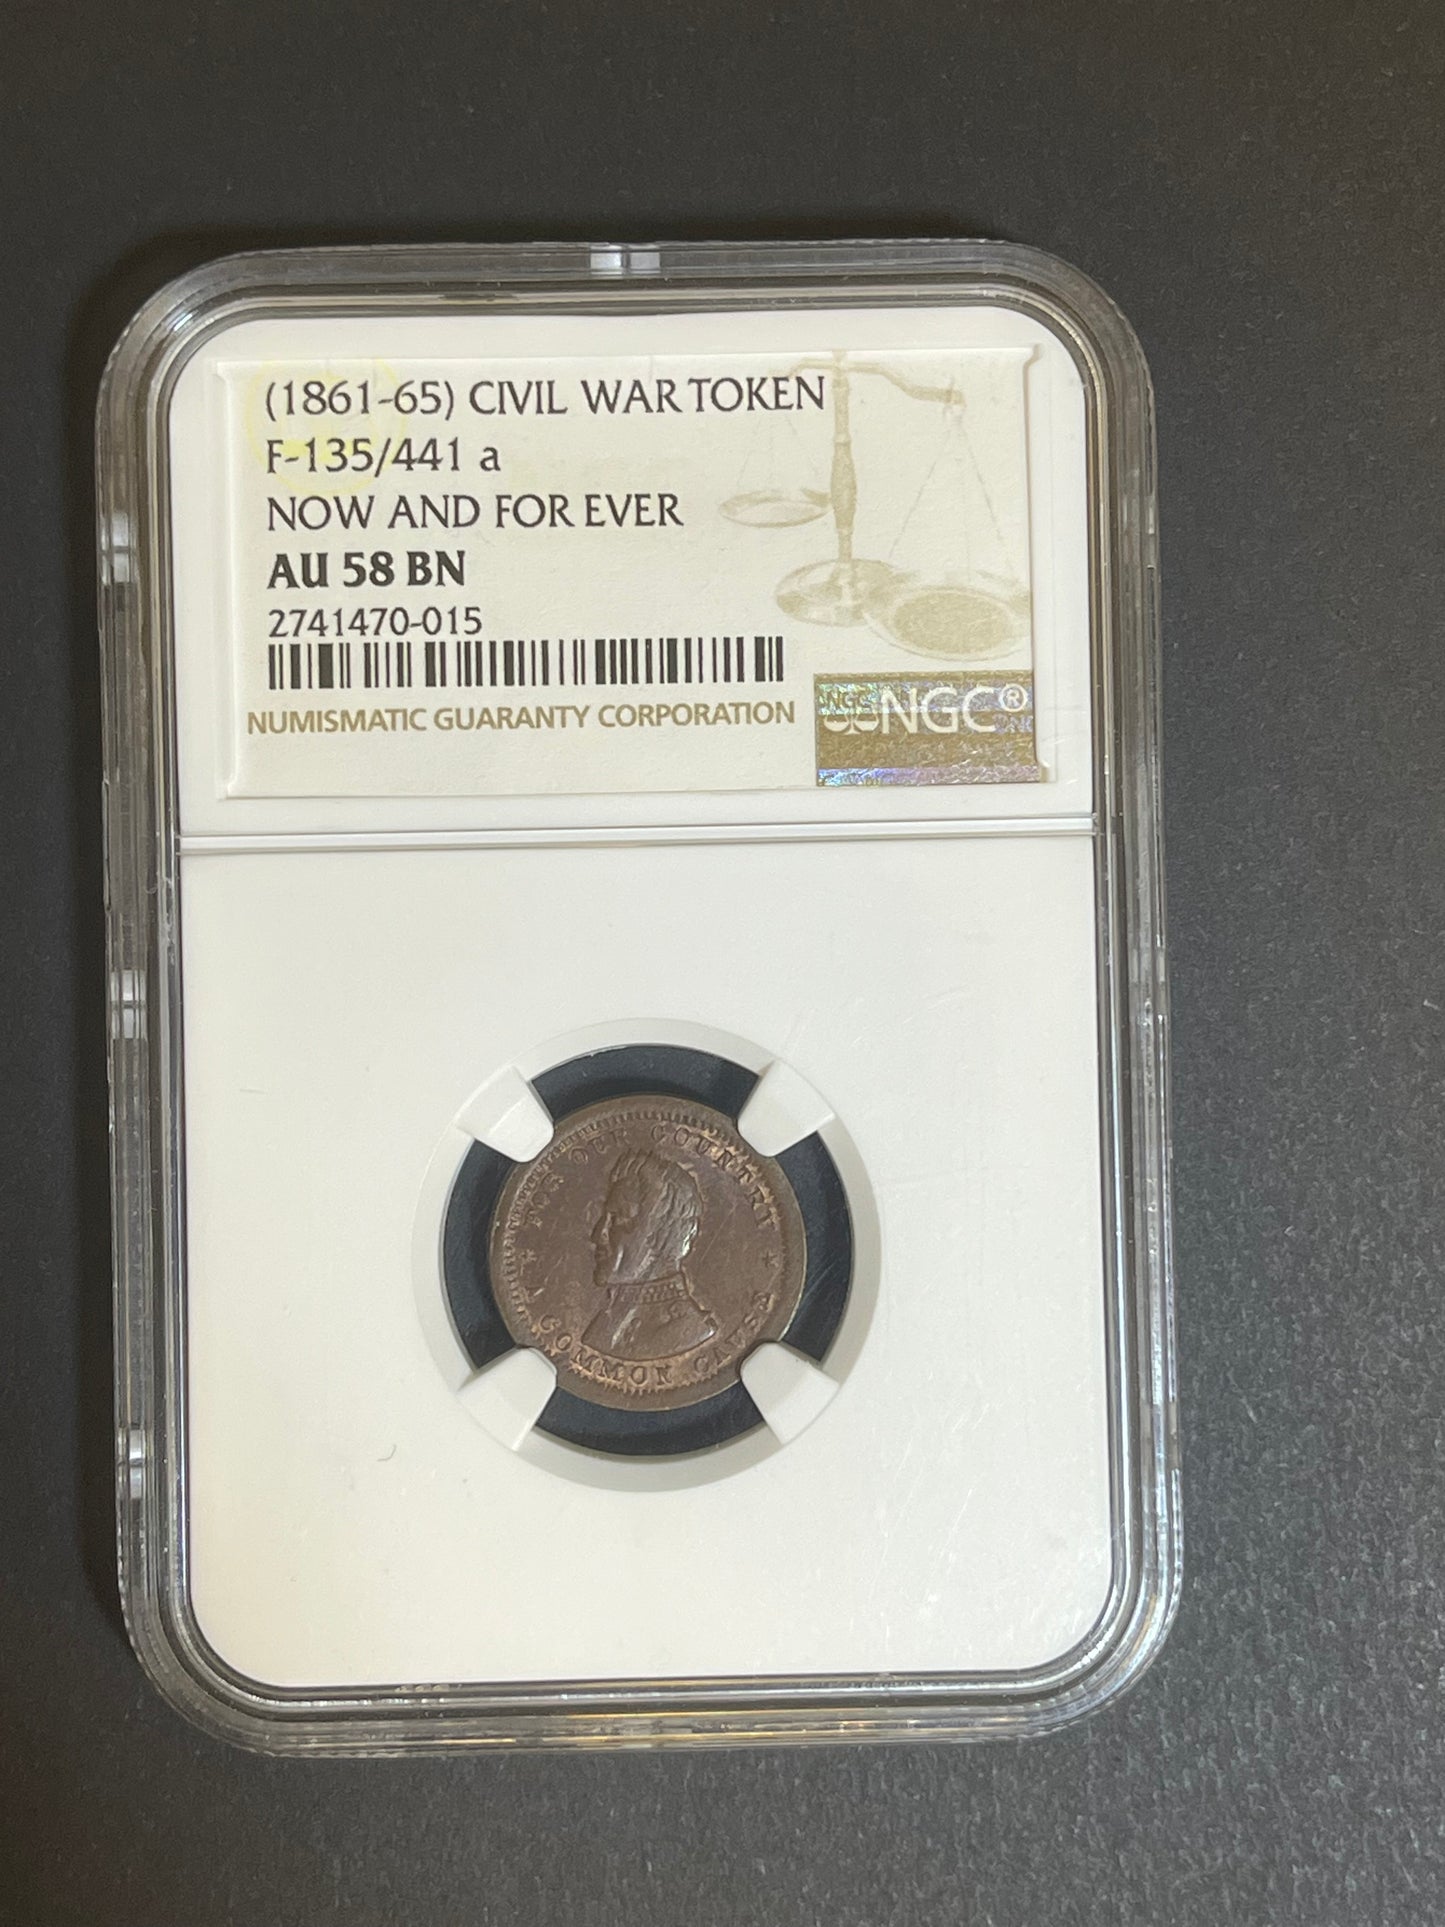 (1861-65) CIVIL WAR TOKEN
F-135/441 a
NOW AND FOR EVER
AU 58 BN
2741470-015
NUMISMATIC GUARANTY CORPORATION
NGC NGC®
FOR OUR COUNTRY
COMMON CAUSE